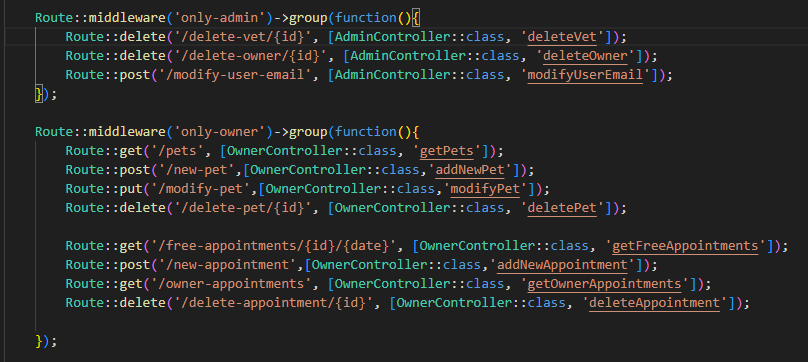 Route::middleware('only-admin')->group(function(){
Route::delete('/delete-vet/{id}', [AdminController::class, 'deleteVet']);
Route::delete('/delete-owner/{id}', [AdminController::class, 'deleteOwner']);
Route::post('/modify-user-email', [AdminController::class, 'modifyUserEmail']);
});
Route::middleware('only-owner')->group(function(){
Route::get('/pets', [OwnerController::class, 'getPets']);
Route::post('/new-pet',[OwnerController::class,'addNewPet']);
Route::put('/modify-pet',[OwnerController::class,'modifyPet']);
Route::delete('/delete-pet/{id}', [OwnerController::class, 'deletePet']);
Route::get('/free-appointments/{id}/{date}', [OwnerController::class, 'getFreeAppointments']);
Route::post('/new-appointment',[OwnerController::class,'addNewAppointment']);
Route::get('/owner-appointments', [OwnerController::class, 'getOwnerAppointments']);
Route::delete('/delete-appointment/{id}', [OwnerController::class, 'deleteAppointment']);
});